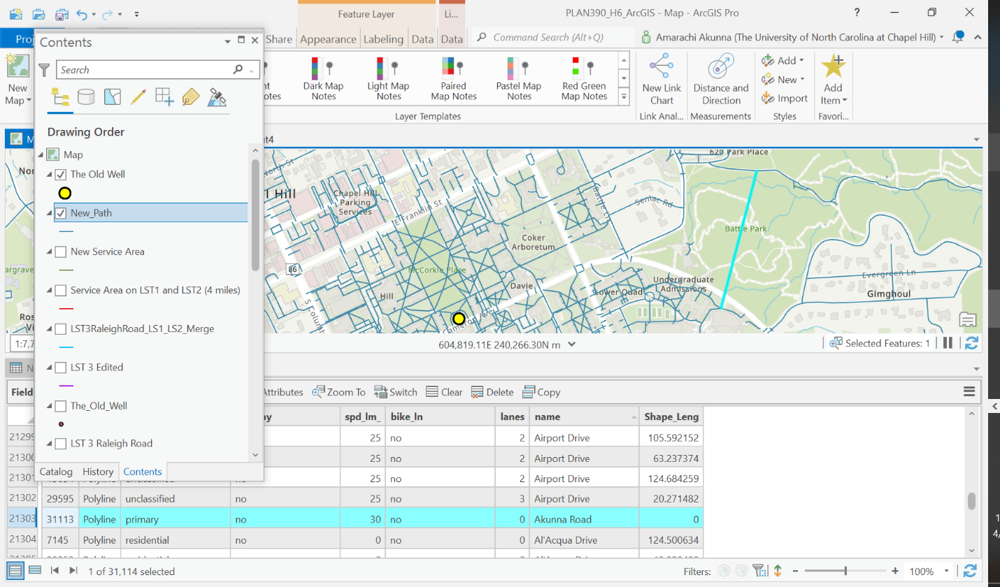 Feature Layer
Li...
PLAN390_H6_ArcGIS - Map - ArcGIS Pro
?
Proj
Share
Appearance
Labeling
Data
Data
Command Search (Alt+Q)
Amarachi Akunna (The University of North Carolina at Chapel Hill)
Contents
Search
New
Map
Dark Map
Notes
Light Map
Notes
Paired
Map Notes
Pastel Map
Notes
Red Green
Map Notes
Layer Templates
New Link
Chart
Link Anal...
Distance and
Direction
Measurements
Add
New
Import
Styles
Add
Item
Favori...
Drawing Order
Map
The Old Well
New_Path
New Service Area
Service Area on LST1 and LST2 (4 miles)
LST3RaleighRoad_LS1_LS2_Merge
LST 3 Edited
The_Old_Well
LST 3 Raleigh Road
Catalog
History
Contents
620 Park Place
North St
l Hill
Chapel Hill
Parking
Services
E Franklin St
Battle Ln
Senlac Rd
Battle Park
Coker
Arboretum
86
McCorkle Place
Davie
Hill
Lower Quad
Undergraduate
Admissions
Evergreen Ln
Gimghoul
S Columb
Cameron Ave
1:7,7
604,819.11E 240,266.30N m
Selected Features: 1
Field
Attributes
Zoom To
Switch
Clear
Delete
Copy
ay
spd_lm_
bike_ln
lanes
name
Shape_Leng
21299
25
no
2
Airport Drive
105.592152
21300
25
no
2
Airport Drive
63.237374
21301
Polyline
unclassified
no
25
no
2
Airport Drive
124.684259
21302
29595
Polyline
unclassified
no
25
no
3
Airport Drive
20.271482
21303
31113
Polyline
primary
no
30
no
0
Akunna Road
0
21304
7145
Polyline
residential
no
0
no
0
Al'Acqua Drive
124.500634
1 of 31,114 selected
Filters:
100%